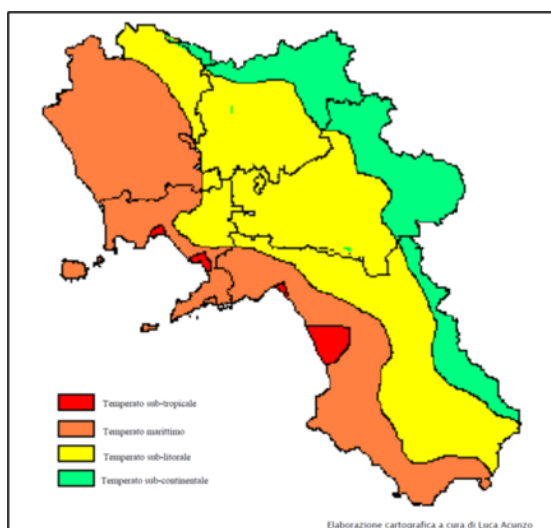 Temperato sub-tropicale
Temperato marittimo
Temperato sub-litorale
Temperato sub-continentale
Elaborazione cartografica a cura di Luca Acunzo